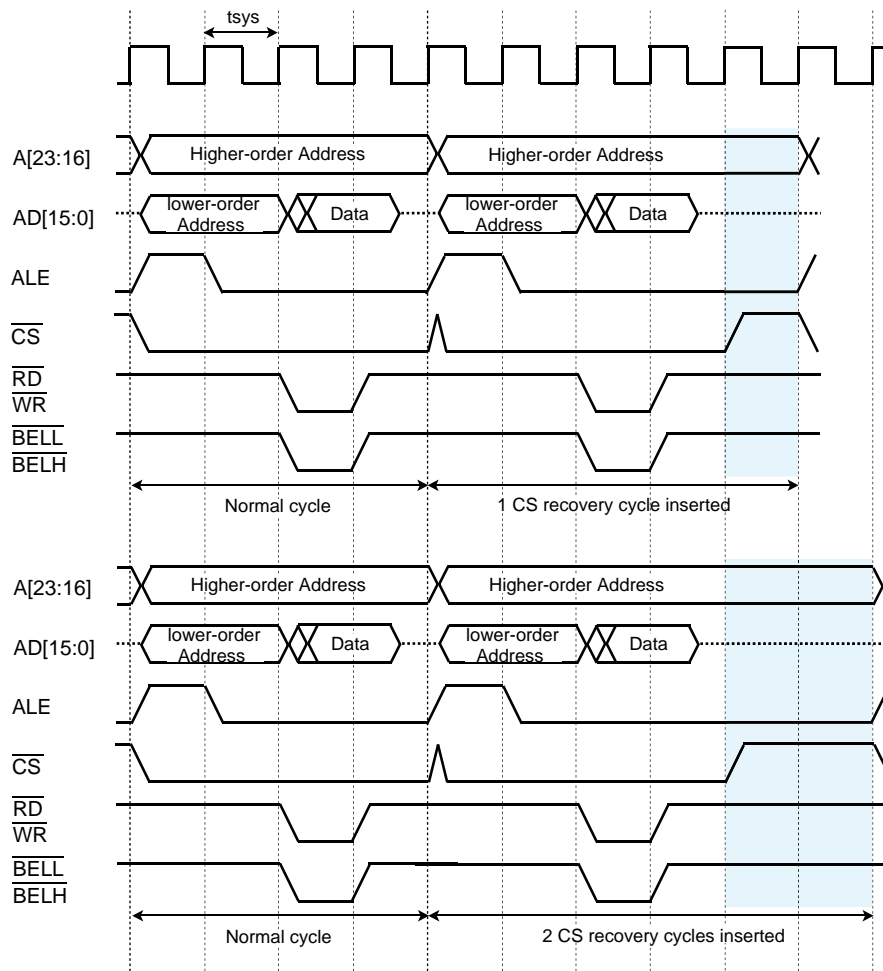 tsys
A[23:16]
Higher-order Address
Higher-order Address
AD[15:0]
lower-order
Address
Data
lower-order
Address
Data
ALE
CS
RD
WR
BELL
BELH
Normal cycle
1 CS recovery cycle inserted
A[23:16]
Higher-order Address
Higher-order Address
AD[15:0]
lower-order
Address
Data
lower-order
Address
Data
ALE
CS
RD
WR
BELL
BELH
Normal cycle
2 CS recovery cycles inserted